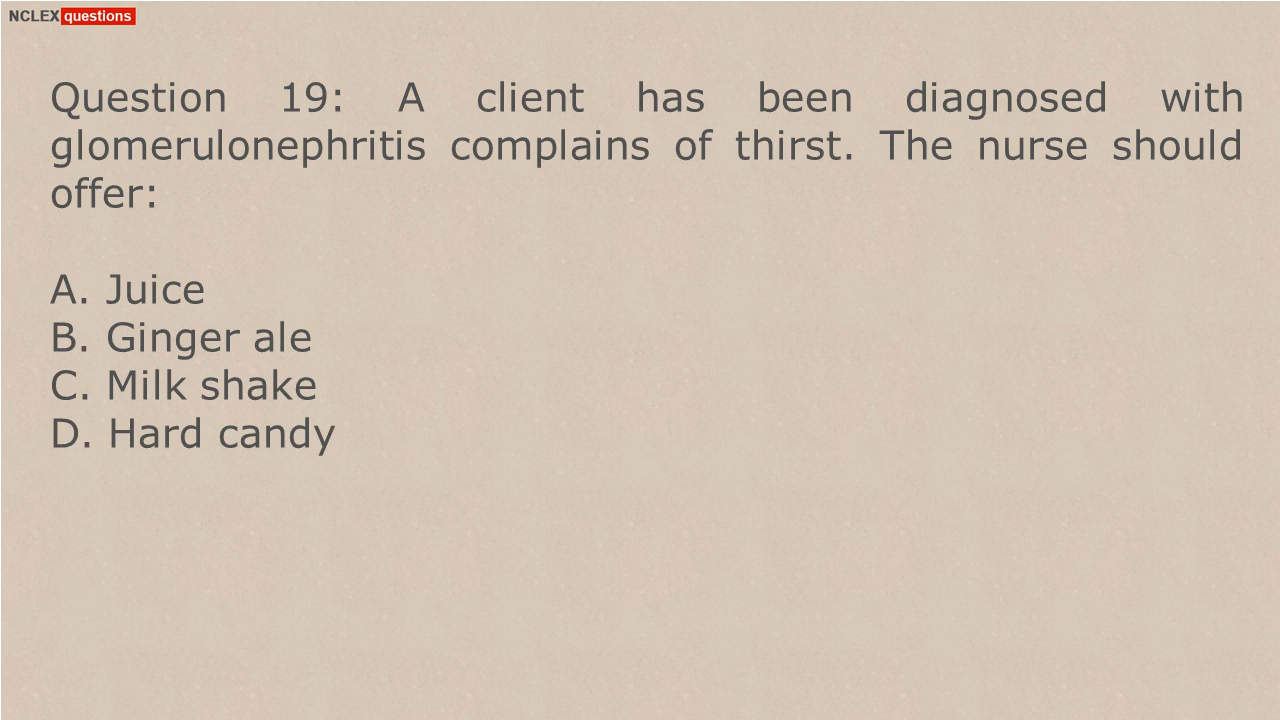 NCLEX questions
Question 19: A client has been diagnosed with
glomerulonephritis complains of thirst. The nurse should
offer:
A. Juice
B. Ginger ale
C. Milk shake
D. Hard candy